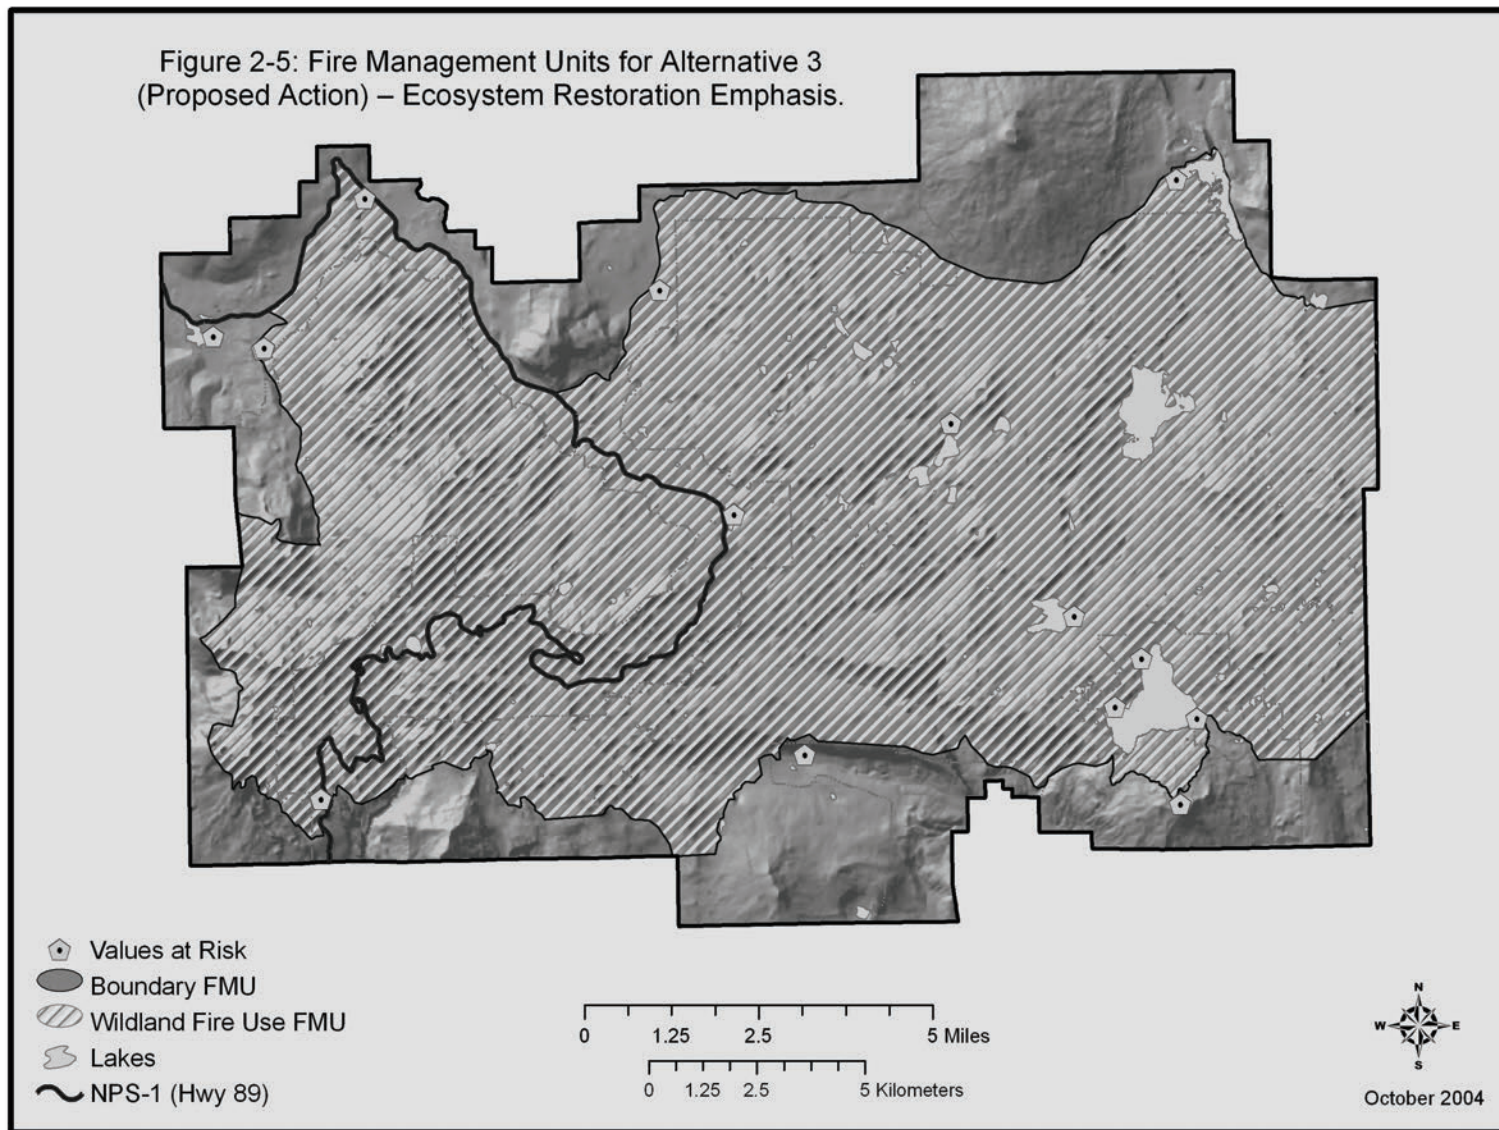 Figure 2-5: Fire Management Units for Alternative 3
(Proposed Action) – Ecosystem Restoration Emphasis.
Values at Risk
Boundary FMU
Wildland Fire Use FMU
Lakes
NPS-1 (Hwy 89)
0 1.25 2.5 5 Miles
0 1.25 2.5 5 Kilometers
N
W E
S
October 2004